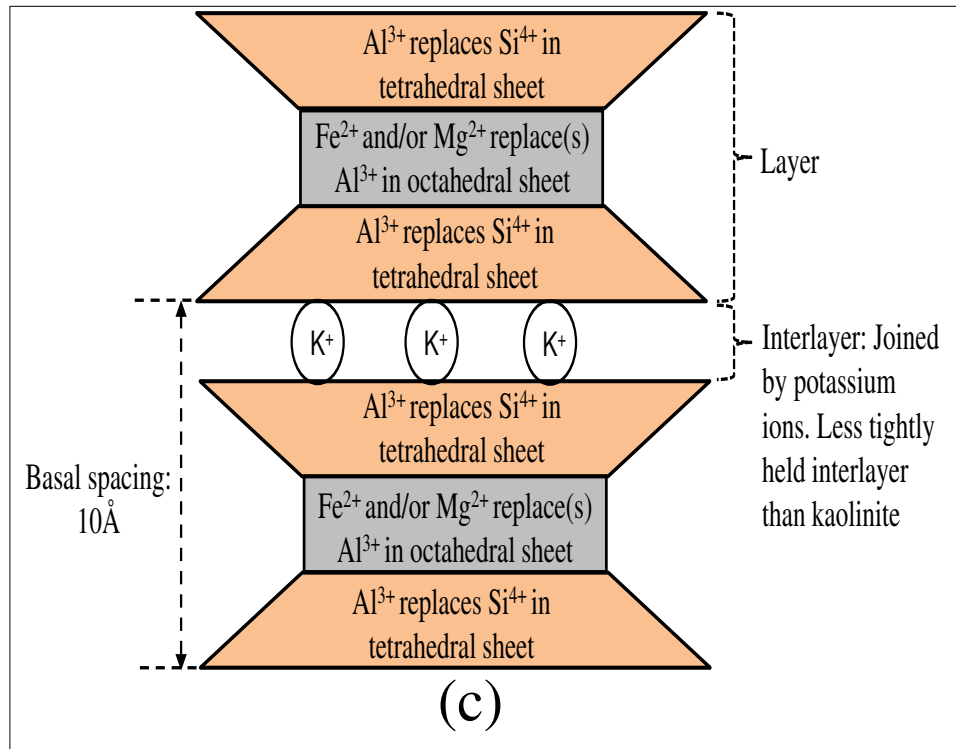 Al³⁺ replaces Si⁴⁺ in
tetrahedral sheet
Fe²⁺ and/or Mg²⁺ replace(s)
Al³⁺ in octahedral sheet
Al³⁺ replaces Si⁴⁺ in
tetrahedral sheet
Layer
K⁺
K⁺
K⁺
Interlayer: Joined
by potassium
ions. Less tightly
held interlayer
than kaolinite
Al³⁺ replaces Si⁴⁺ in
tetrahedral sheet
Fe²⁺ and/or Mg²⁺ replace(s)
Al³⁺ in octahedral sheet
Al³⁺ replaces Si⁴⁺ in
tetrahedral sheet
Basal spacing:
10Å
(c)